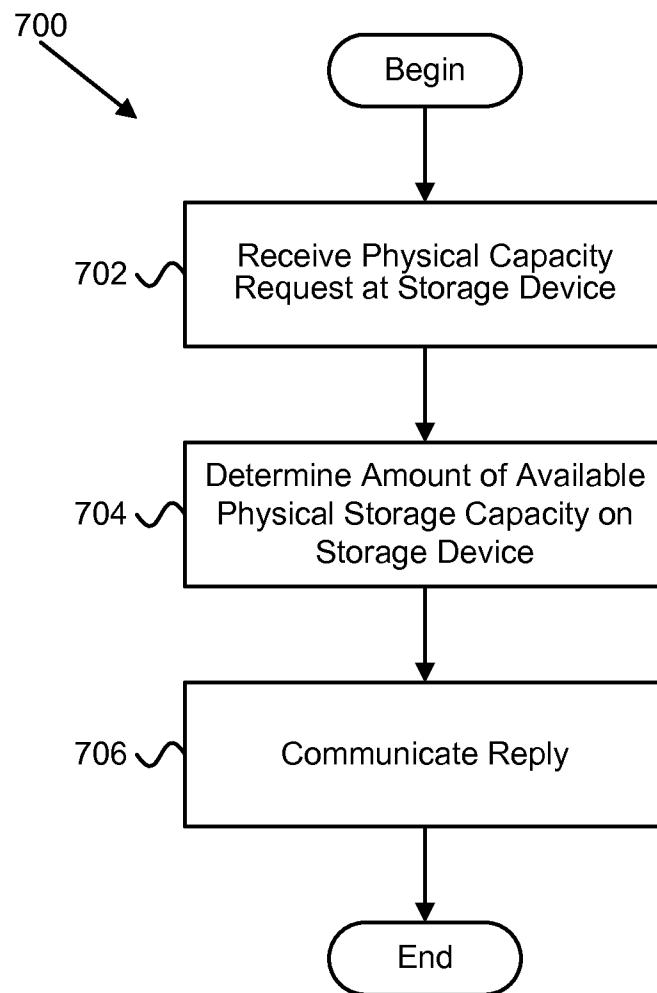 700
Begin
702
Receive Physical Capacity
Request at Storage Device
704
Determine Amount of Available
Physical Storage Capacity on
Storage Device
706
Communicate Reply
End